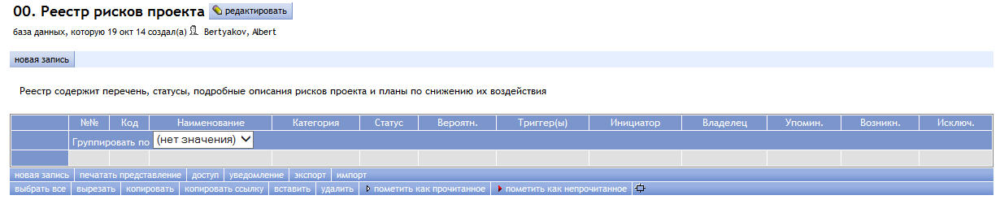 00. Реестр рисков проекта редактировать
база данных, которую 19 окт 14 создал(а) Bertyakov, Albert
новая запись
Реестр содержит перечень, статусы, подробные описания рисков проекта и планы по снижению их воздействия
№№ Код Наименование Категория Статус Вероятн. Триггер(ы) Инициатор Владелец Упомин. Возникн. Исключ.
Группировать по (нет значения)
новая запись печатать представление доступ уведомление экспорт импорт
выбрать все вырезать копировать копировать ссылку вставить удалить пометить как прочитанное пометить как непрочитанное